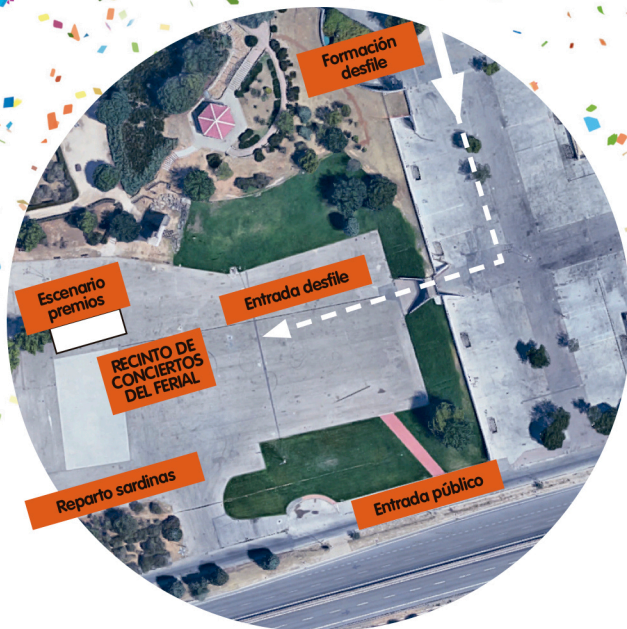 Formación
desfile
Entrada desfile
Escenario
premios
RECINTO DE
CONCIERTOS
DEL FERIAL
Reparto sardinas
Entrada público